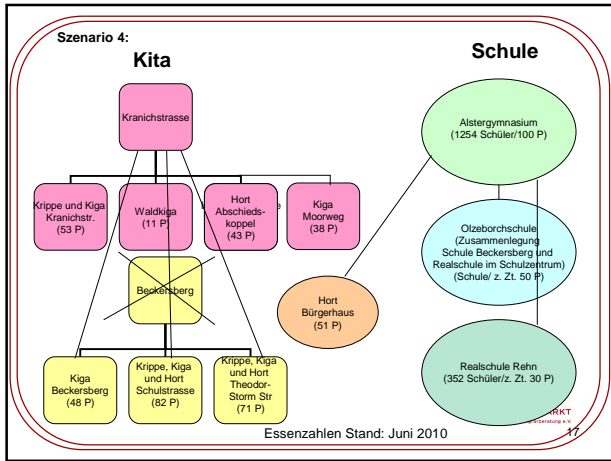 Szenario 4:
Kita
Schule
Kranichstrasse
Krippe und Kiga
Kranichstr.
(53 P)
Waldkiga
(11 P)
Hort
Abschieds-
koppel
(43 P)
Kiga
Moorweg
(38 P)
Beckersberg
Kiga
Beckersberg
(48 P)
Krippe, Kiga
und Hort
Schulstrasse
(82 P)
Krippe, Kiga
und Hort
Theodor-
Storm Str
(71 P)
Alstergymnasium
(1254 Schüler/100 P)
Olzeborchschule
(Zusammenlegung
Schule Beckersberg und
Realschule im Schulzentrum)
(Schule/ z. Zt. 50 P)
Hort
Bürgerhaus
(51 P)
Realschule Rehn
(352 Schüler/z. Zt. 30 P)
Essenzahlen Stand: Juni 2010
17